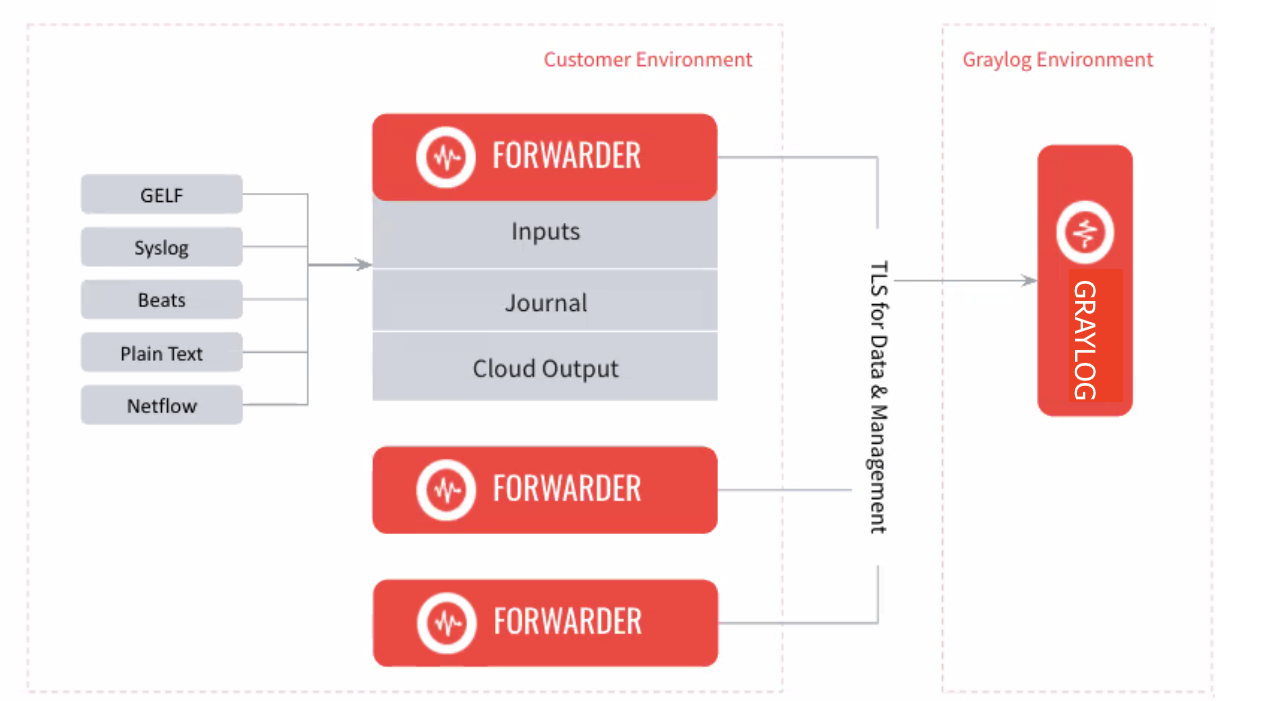 Customer Environment
Graylog Environment
FORWARDER
GELF
Syslog
Beats
Plain Text
Netflow
Inputs
Journal
Cloud Output
FORWARDER
FORWARDER
TLS for Data & Management
GRAYLOG